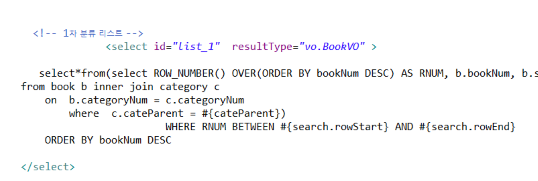 <!-- 1차 분류 리스트 -->
<select id="list_1" resultType="vo.BookVO" >
select*from(select ROW_NUMBER() OVER(ORDER BY bookNum DESC) AS RNUM, b.bookNum, b.s
from book b inner join category c
on b.categoryNum = c.categoryNum
where c.cateParent = #{cateParent})
WHERE RNUM BETWEEN #{search.rowStart} AND #{search.rowEnd}
ORDER BY bookNum DESC
</select>